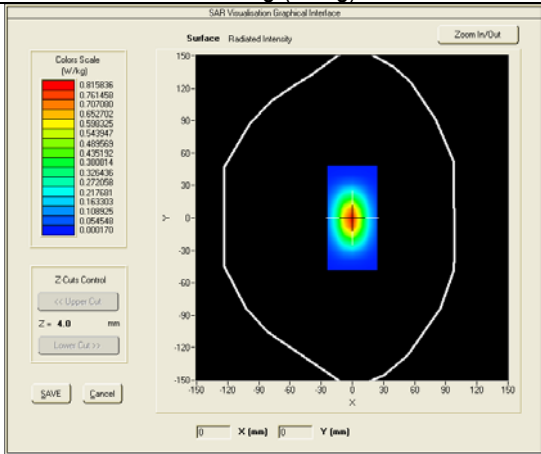 SAR Visualisation Graphical Interface
Surface Radiated Intensity
Zoom In/Out
Colors Scale
(W/kg)
0.815836
0.761458
0.707080
0.652702
0.598325
0.543947
0.489569
0.435192
0.380814
0.326436
0.272058
0.217681
0.163303
0.108925
0.054548
0.000170
150
120
90
60
30
0
-30
-60
-90
-120
-150
Y
-150 -120 -90 -60 -30 0 30 60 90 120 150
X
Z-Cuts Control
<< Upper Cut
Z = 4.0 mm
Lower Cut >>
SAVE Cancel
0 X (mm) 0 Y (mm)